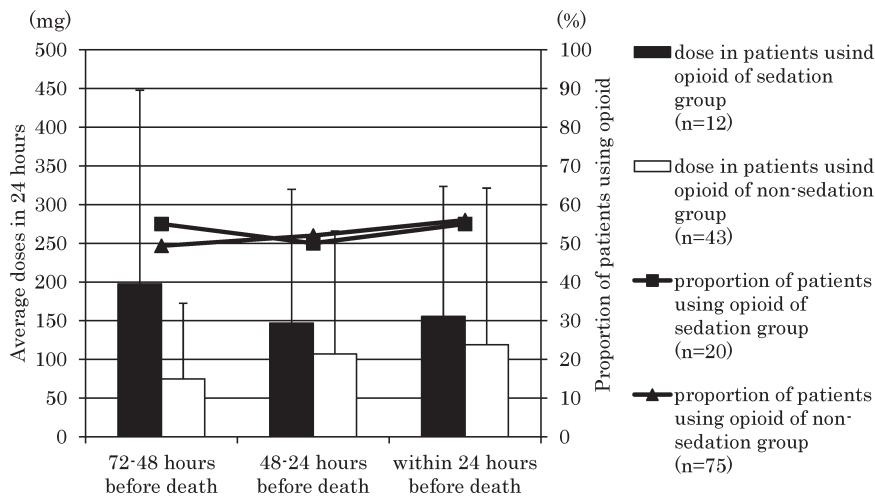 (mg)
(%)
500
450
400
350
300
250
200
150
100
50
0
Average doses in 24 hours
100
90
80
70
60
50
40
30
20
10
0
Proportion of patients using opioid
72-48 hours
before death
48-24 hours
before death
within 24 hours
before death
dose in patients usind
opioid of sedation
group
(n=12)
dose in patients usind
opioid of non-sedation
group
(n=43)
proportion of patients
using opioid of
sedation group
(n=20)
proportion of patients
using opioid of non-
sedation group
(n=75)